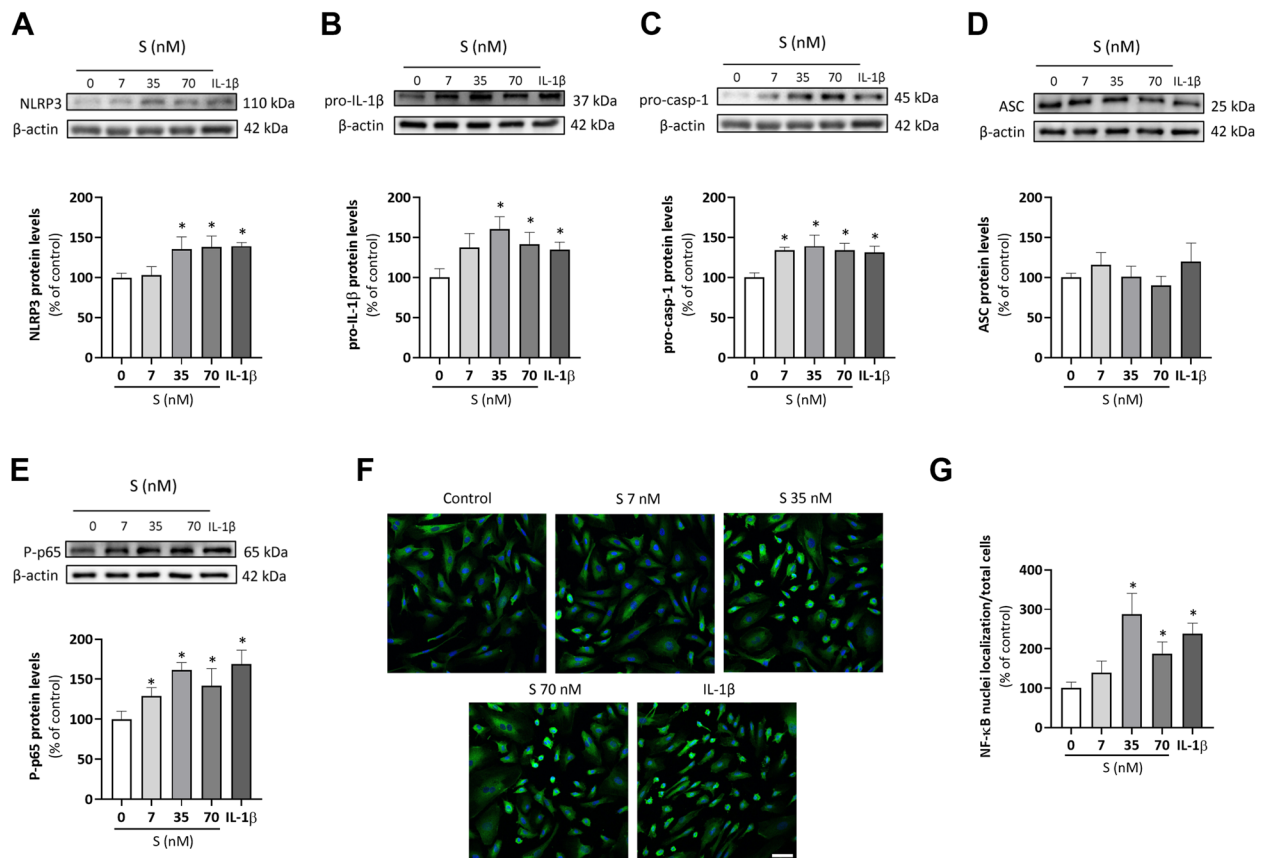 A
S (nM)
0 7 35 70 IL-1β
NLRP3 110 kDa
β-actin 42 kDa
200
150
100
50
0
NLRP3 protein levels
(% of control)
0 7 35 70 IL-1β
S (nM)
B
S (nM)
0 7 35 70 IL-1β
pro-IL-1β 37 kDa
β-actin 42 kDa
200
150
100
50
0
pro-IL-1β protein levels
(% of control)
* * *
0 7 35 70 IL-1β
S (nM)
C
S (nM)
0 7 35 70 IL-1β
pro-casp-1 45 kDa
β-actin 42 kDa
200
150
100
50
0
pro-casp-1 protein levels
(% of control)
* * * *
0 7 35 70 IL-1β
S (nM)
D
S (nM)
0 7 35 70 IL-1β
ASC 25 kDa
β-actin 42 kDa
200
150
100
50
0
ASC protein levels
(% of control)
0 7 35 70 IL-1β
S (nM)
E
S (nM)
0 7 35 70 IL-1β
P-p65 65 kDa
β-actin 42 kDa
200
150
100
50
0
P-p65 protein levels
(% of control)
* * * *
0 7 35 70 IL-1β
S (nM)
F
Control S 7 nM S 35 nM
S 70 nM IL-1β
G
400
300
200
100
0
NF-κB nuclei localization/total cells
(% of control)
* * *
0 7 35 70 IL-1β
S (nM)